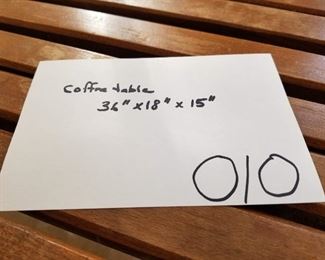 Coffee table
36" x 18" x 15"
010